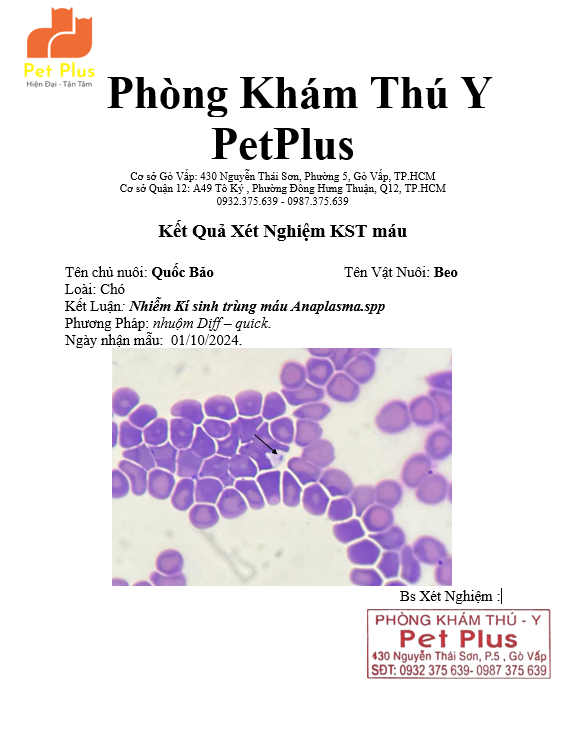 Pet Plus
Hiện Đại - Tận Tâm
Phòng Khám Thú Y
PetPlus
Cơ sở Gò Vấp: 430 Nguyễn Thái Sơn, Phường 5, Gò Vấp, TP.HCM
Cơ sở Quận 12: A49 Tô Ký , Phường Đông Hưng Thuận, Q12, TP.HCM
0932.375.639 - 0987.375.639
Kết Quả Xét Nghiệm KST máu
Tên chủ nuôi: Quốc Bảo Tên Vật Nuôi: Beo
Loài: Chó
Kết Luận: Nhiễm Kí sinh trùng máu Anaplasma.spp
Phương Pháp: nhuộm Diff – quick.
Ngày nhận mẫu: 01/10/2024.
Bs Xét Nghiệm :
PHÒNG KHÁM THÚ - Y
Pet Plus
430 Nguyễn Thái Sơn, P.5 , Gò Vấp
SĐT: 0932 375 639- 0987 375 639